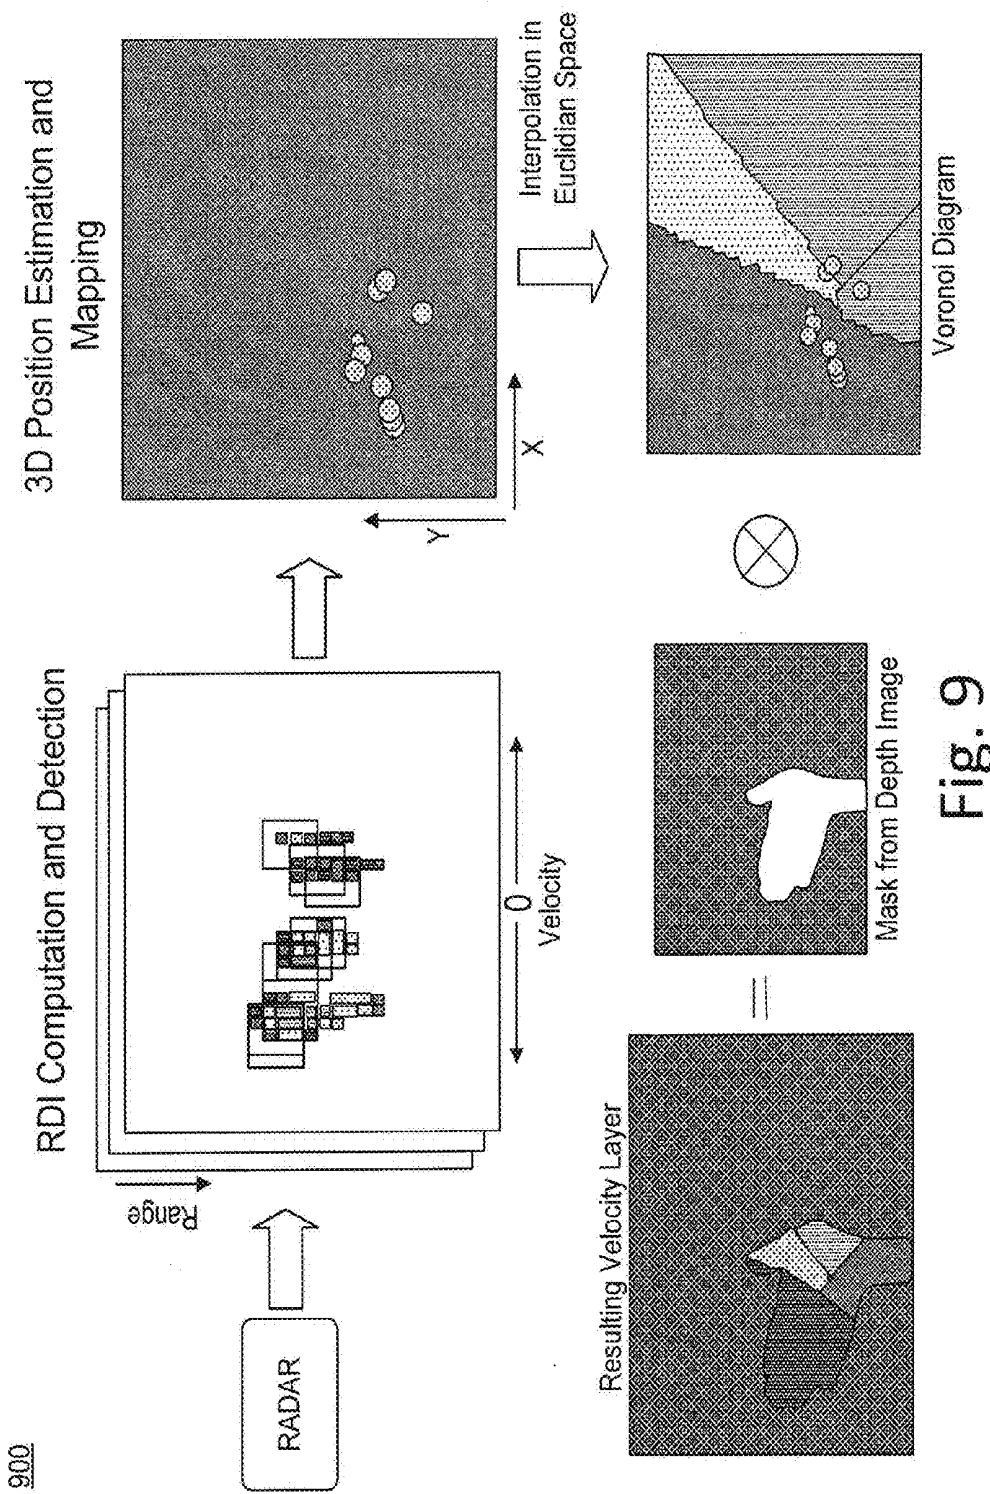 900
RADAR
Range
RDI Computation and Detection
0
Velocity
3D Position Estimation and
Mapping
Y
X
Interpolation in
Euclidian Space
Resulting Velocity Layer
=
Mask from Depth Image
Voronoi Diagram
Fig. 9